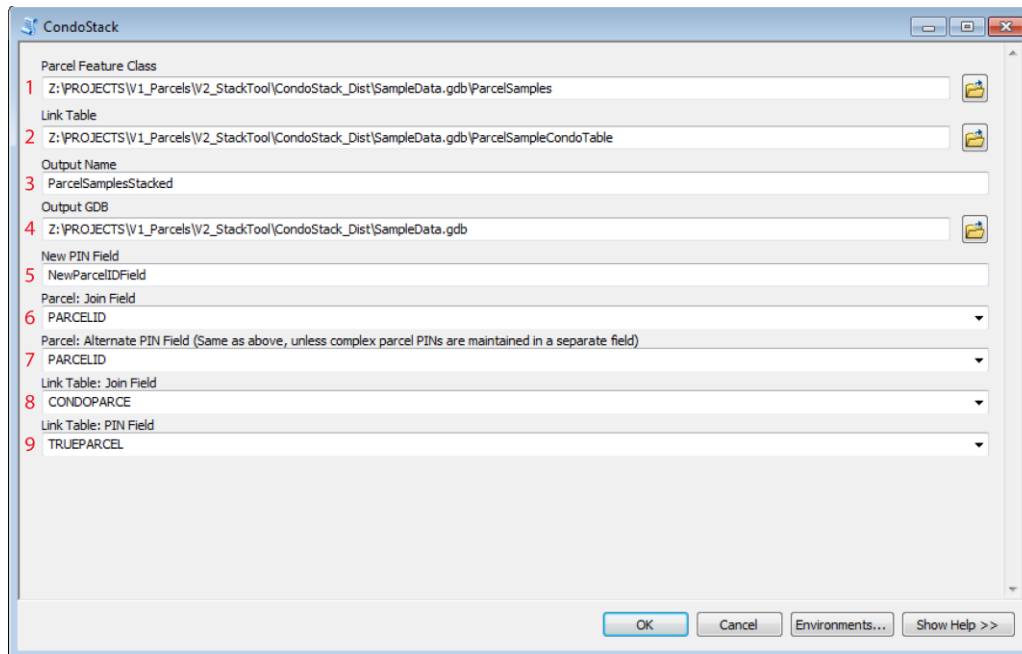 CondoStack
Parcel Feature Class
1 Z:\PROJECTS\V1_Parcels\V2_StackTool\CondoStack_Dist\SampleData.gdb\ParcelSamples
Link Table
2 Z:\PROJECTS\V1_Parcels\V2_StackTool\CondoStack_Dist\SampleData.gdb\ParcelSampleCondoTable
Output Name
3 ParcelSamplesStacked
Output GDB
4 Z:\PROJECTS\V1_Parcels\V2_StackTool\CondoStack_Dist\SampleData.gdb
New PIN Field
5 NewParcelIDField
Parcel: Join Field
6 PARCELID
Parcel: Alternate PIN Field (Same as above, unless complex parcel PINs are maintained in a separate field)
7 PARCELID
Link Table: Join Field
8 CONDOPARCE
Link Table: PIN Field
9 TRUEPARCEL
OK Cancel Environments... Show Help >>